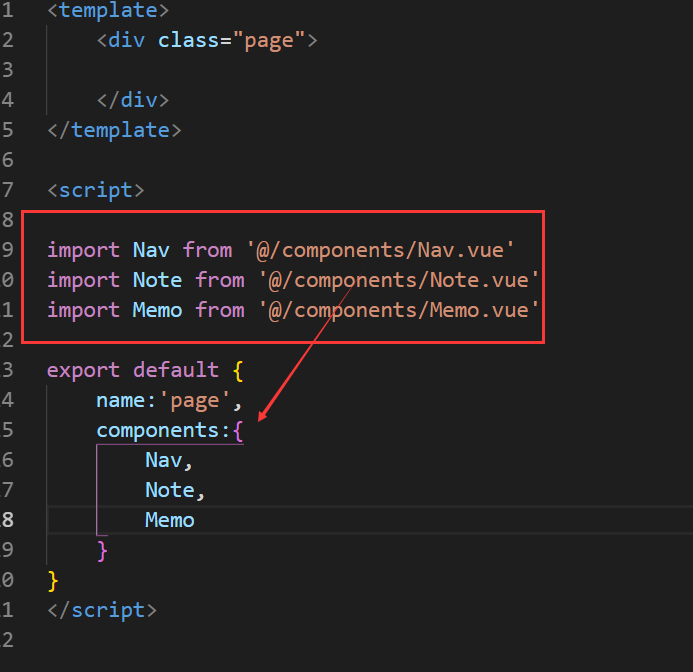 1 <template>
2 <div class="page">
3
4 </div>
5 </template>
6
7 <script>
8
9 import Nav from '@/components/Nav.vue'
0 import Note from '@/components/Note.vue'
1 import Memo from '@/components/Memo.vue'
2
3 export default {
4 name:'page',
5 components:{
6 Nav,
7 Note,
8 Memo
9 }
0 }
1 </script>
2